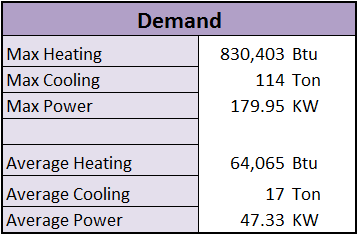 Demand
Max Heating 830,403 Btu
Max Cooling 114 Ton
Max Power 179.95 KW
Average Heating 64,065 Btu
Average Cooling 17 Ton
Average Power 47.33 KW